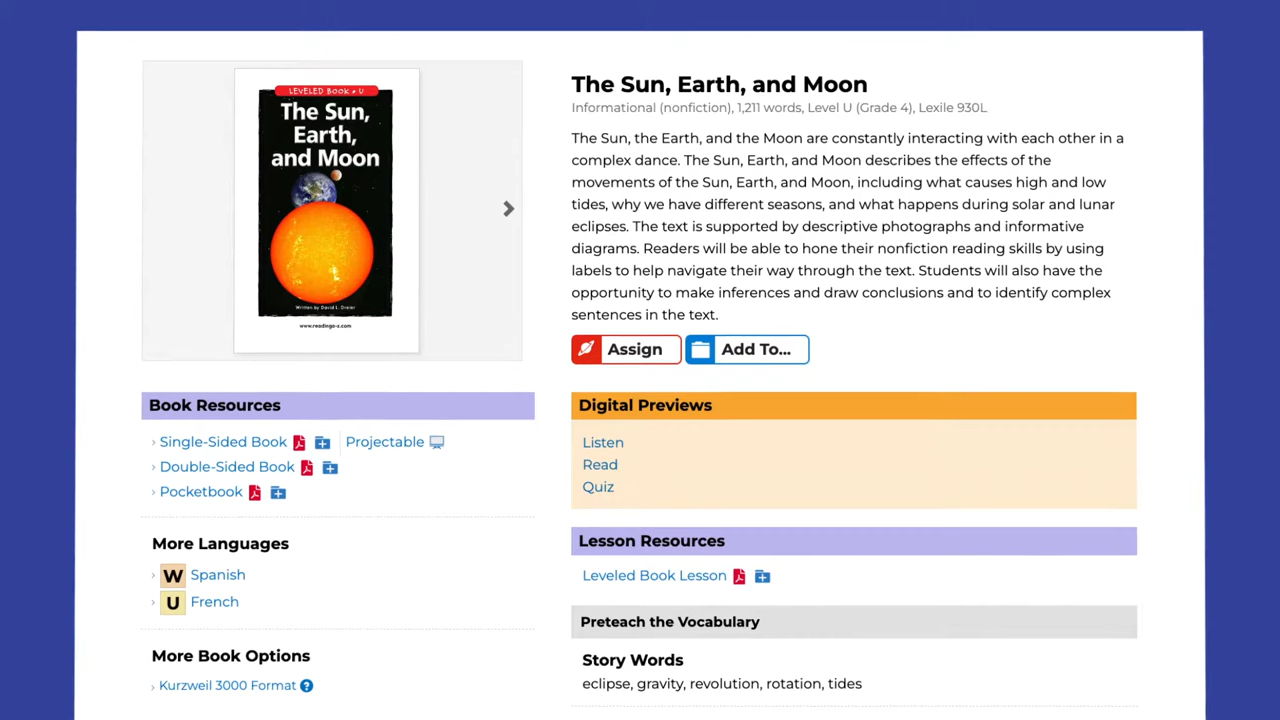 LEVELED BOOK • U
The Sun,
Earth,
and Moon
Written by David L. Dreier
www.readinga-z.com
The Sun, Earth, and Moon
Informational (nonfiction), 1,211 words, Level U (Grade 4), Lexile 930L
The Sun, the Earth, and the Moon are constantly interacting with each other in a
complex dance. The Sun, Earth, and Moon describes the effects of the
movements of the Sun, Earth, and Moon, including what causes high and low
tides, why we have different seasons, and what happens during solar and lunar
eclipses. The text is supported by descriptive photographs and informative
diagrams. Readers will be able to hone their nonfiction reading skills by using
labels to help navigate their way through the text. Students will also have the
opportunity to make inferences and draw conclusions and to identify complex
sentences in the text.
Assign
Add To...
Book Resources
Single-Sided Book
Projectable
Double-Sided Book
Pocketbook
More Languages
W Spanish
U French
More Book Options
Kurzweil 3000 Format ?
Digital Previews
Listen
Read
Quiz
Lesson Resources
Leveled Book Lesson
Preteach the Vocabulary
Story Words
eclipse, gravity, revolution, rotation, tides